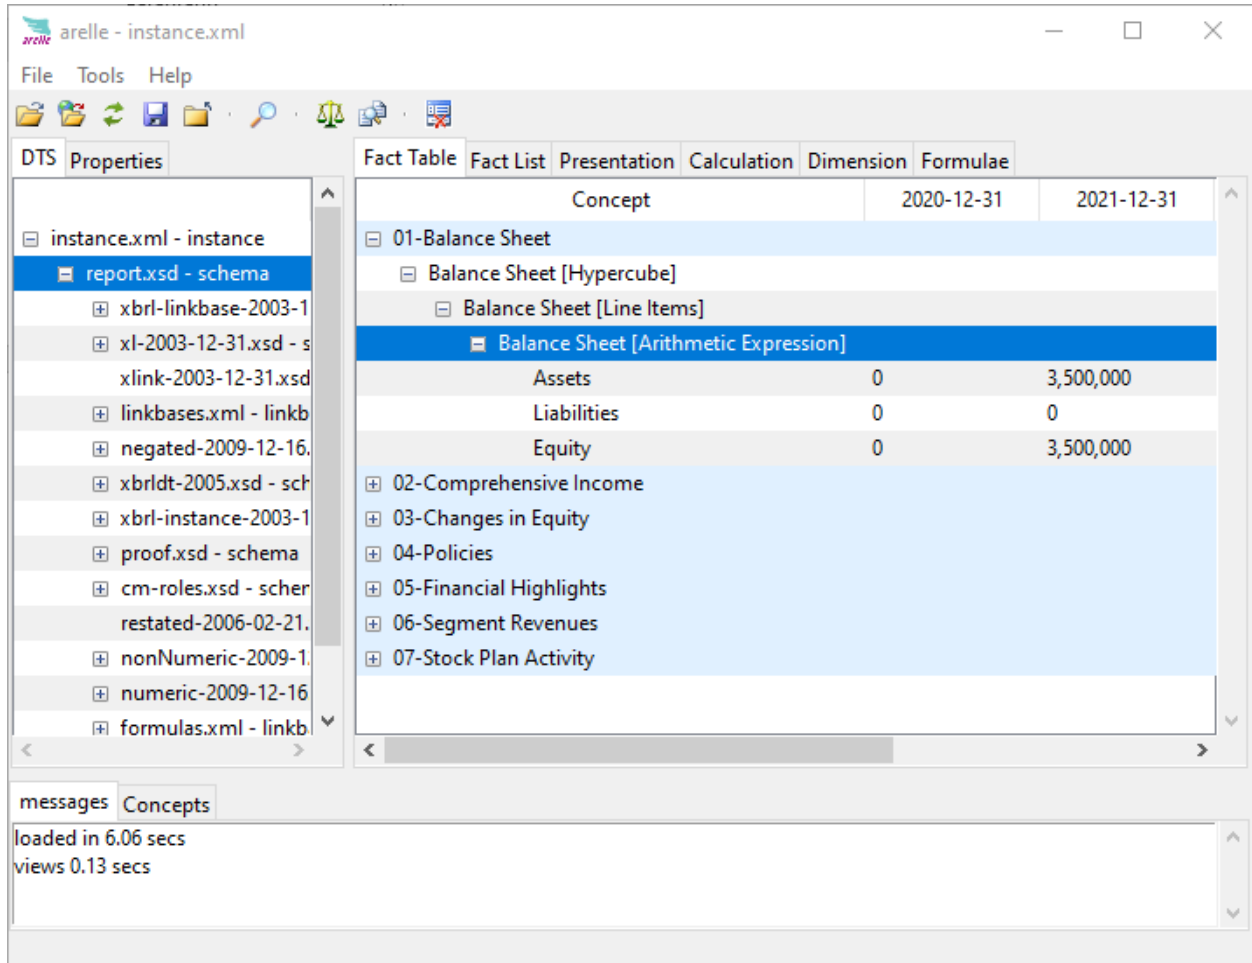 arelle arelle - instance.xml
File Tools Help
DTS Properties
Fact Table Fact List Presentation Calculation Dimension Formulae
instance.xml - instance
report.xsd - schema
xbrl-linkbase-2003-1
xl-2003-12-31.xsd - s
xlink-2003-12-31.xsd
linkbases.xml - linkb
negated-2009-12-16.
xbrldt-2005.xsd - sch
xbrl-instance-2003-1
proof.xsd - schema
cm-roles.xsd - scher
restated-2006-02-21.
nonNumeric-2009-1
numeric-2009-12-16
formulas.xml - linkb
Concept 2020-12-31 2021-12-31
01-Balance Sheet
Balance Sheet [Hypercube]
Balance Sheet [Line Items]
Balance Sheet [Arithmetic Expression]
Assets 0 3,500,000
Liabilities 0 0
Equity 0 3,500,000
02-Comprehensive Income
03-Changes in Equity
04-Policies
05-Financial Highlights
06-Segment Revenues
07-Stock Plan Activity
messages Concepts
loaded in 6.06 secs
views 0.13 secs